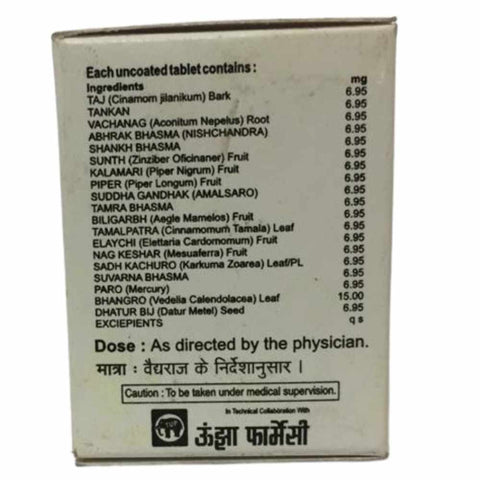 Each uncoated tablet contains :
Ingredients mg
TAJ (Cinamom jilanikum) Bark 6.95
TANKAN 6.95
VACHANAG (Aconitum Nepelus) Root 6.95
ABHRAK BHASMA (NISHCHANDRA) 6.95
SHANKH BHASMA 6.95
SUNTH (Zinziber Oficinaner) Fruit 6.95
KALAMARI (Piper Nigrum) Fruit 6.95
PIPER (Piper Longum) Fruit 6.95
SUDDHA GANDHAK (AMALSARO) 6.95
TAMRA BHASMA 6.95
BILIGARBH (Aegle Mamelos) Fruit 6.95
TAMALPATRA (Cinnamomum Tamala) Leaf 6.95
ELAYCHI (Elettaria Cardomomum) Fruit 6.95
NAG KESHAR (Mesuaferra) Fruit 6.95
SADH KACHURO (Karkuma Zoarea) Leaf/PL 6.95
SUVARNA BHASMA 6.95
PARO (Mercury) 6.95
BHANGRO (Vedelia Calendolacea) Leaf 15.00
DHATUR BIJ (Datur Metel) Seed 6.95
EXCIEPIENTS q s
Dose : As directed by the physician.
मात्रा : वैद्यराज के निर्देशानुसार ।
Caution : To be taken under medical supervision.
In Technical Collaboration With
ऊंझा फार्मेसी